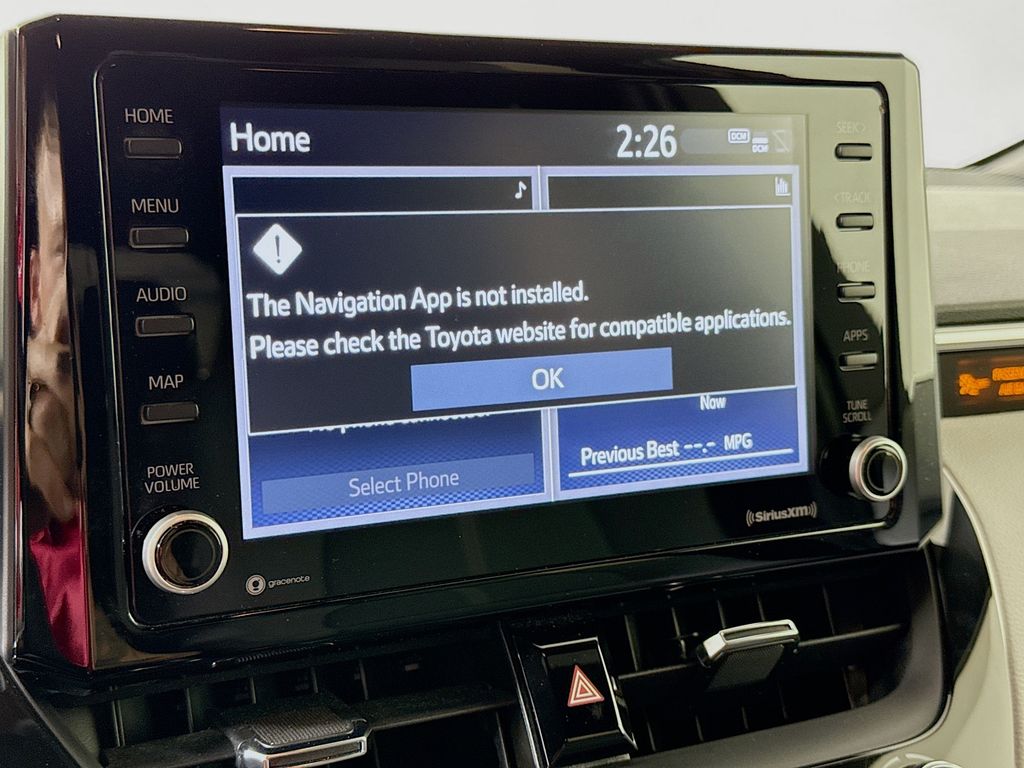 HOME
MENU
AUDIO
MAP
POWER
VOLUME
gracenote
Home
2:26
DCM
DCM
The Navigation App is not installed.
Please check the Toyota website for compatible applications.
OK
Select Phone
Now
Previous Best --.- MPG
SEEK >
< TRACK
PHONE
APPS
TUNE
SCROLL
SiriusXM